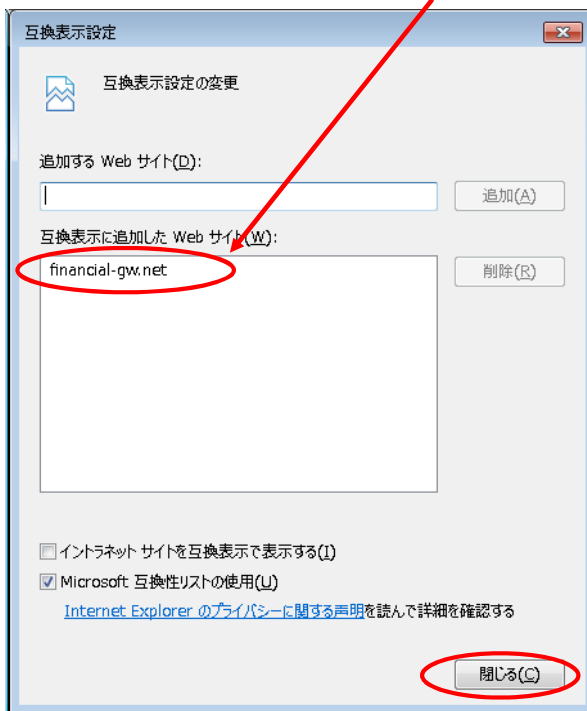 互換表示設定
互換表示設定の変更
追加する Web サイト(D):
追加(A)
互換表示に追加した Web サイト(W):
financial-gw.net
削除(R)
イントラネット サイトを互換表示で表示する(I)
Microsoft 互換性リストの使用(U)
Internet Explorer のプライバシーに関する声明を読んで詳細を確認する
閉じる(C)